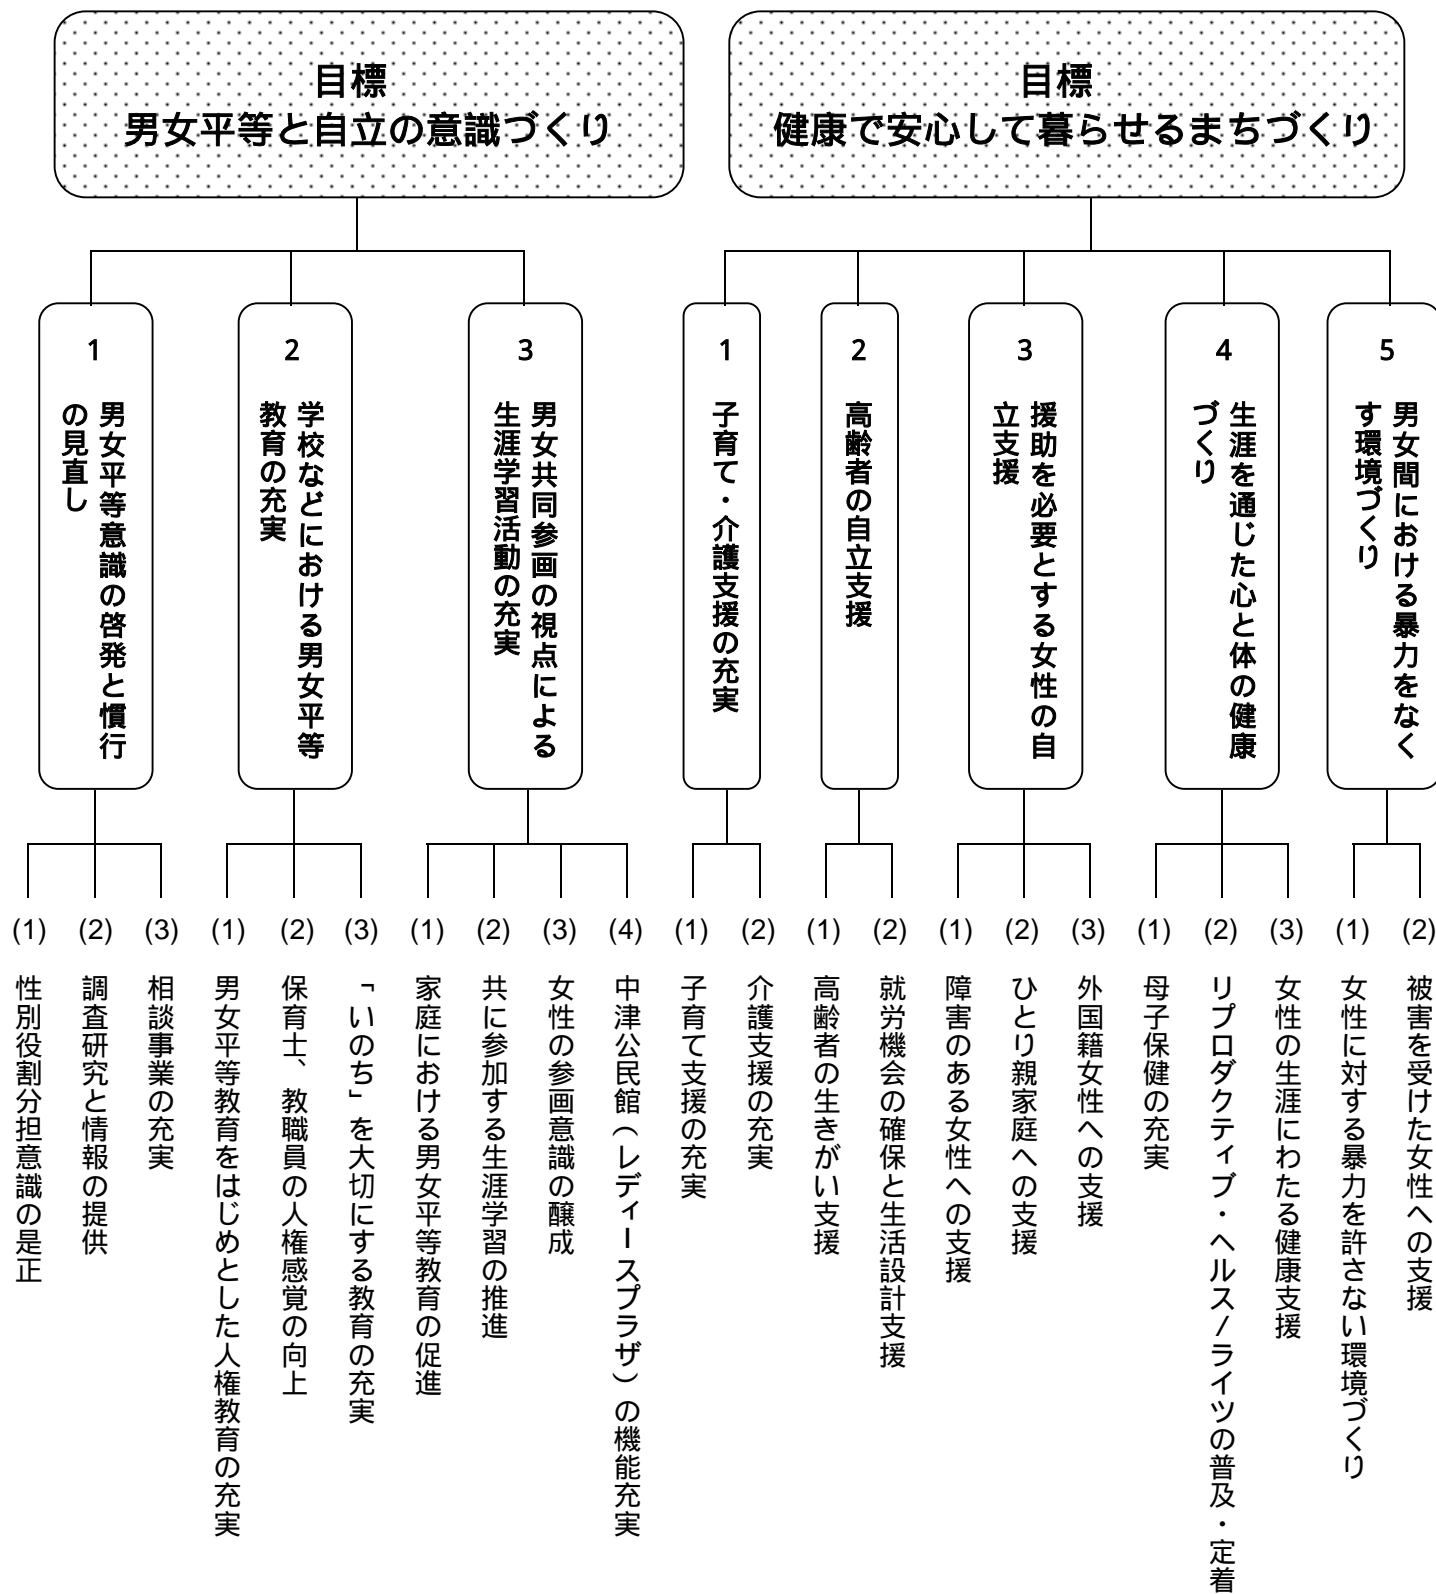 目標
男女平等と自立の意識づくり
1
男女平等意識の啓発と慣行
の見直し
(1)
性別役割分担意識の是正
(2)
調査研究と情報の提供
(3)
相談事業の充実
2
学校などにおける男女平等
教育の充実
(1)
男女平等教育をはじめとした人権教育の充実
(2)
保育士、教職員の人権感覚の向上
(3)
「いのち」を大切にする教育の充実
3
男女共同参画の視点による
生涯学習活動の充実
(1)
家庭における男女平等教育の促進
(2)
共に参加する生涯学習の推進
(3)
女性の参画意識の醸成
(4)
中津公民館（レディースプラザ）の機能充実
目標
健康で安心して暮らせるまちづくり
1
子育て・介護支援の充実
(1)
子育て支援の充実
(2)
介護支援の充実
2
高齢者の自立支援
(1)
高齢者の生きがい支援
(2)
就労機会の確保と生活設計支援
3
援助を必要とする女性の自
立支援
(1)
障害のある女性への支援
(2)
ひとり親家庭への支援
(3)
外国籍女性への支援
4
生涯を通じた心と体の健康
づくり
(1)
母子保健の充実
(2)
リプロダクティブ・ヘルス/ライツの普及・定着
(3)
女性の生涯にわたる健康支援
5
男女間における暴力をなく
す環境づくり
(1)
女性に対する暴力を許さない環境づくり
(2)
被害を受けた女性への支援